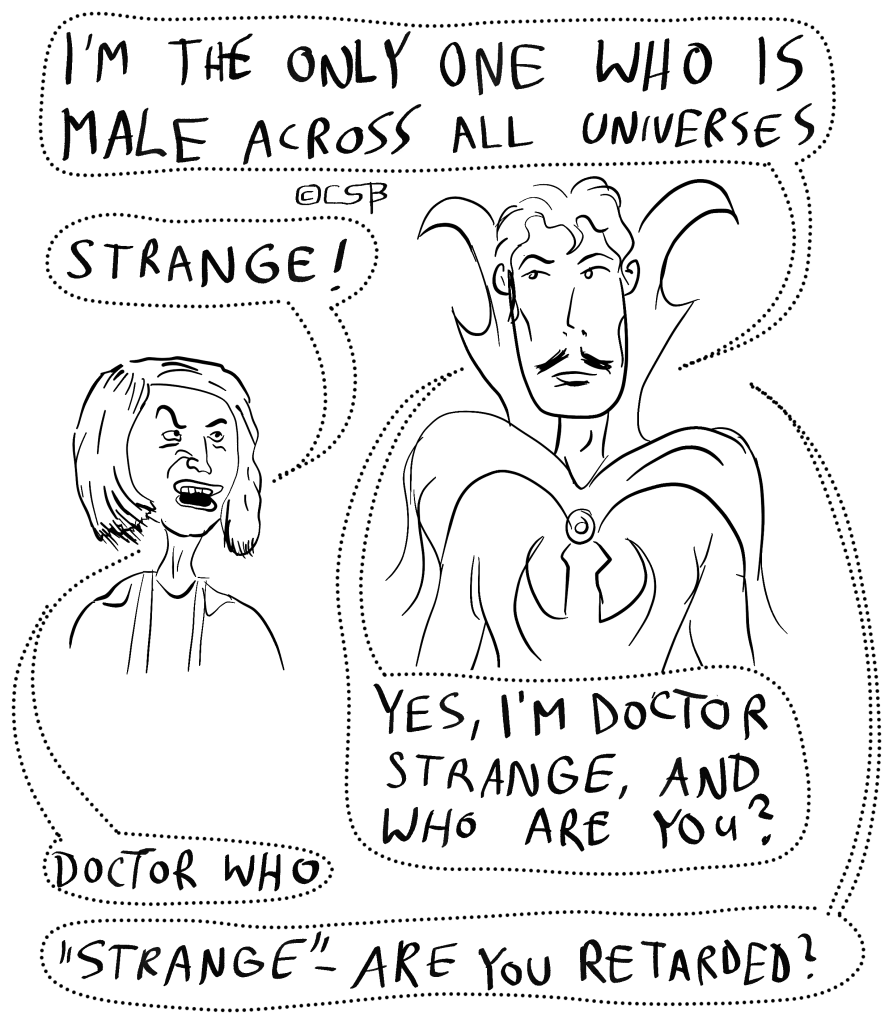 I'M THE ONLY ONE WHO IS
MALE ACROSS ALL UNIVERSES
©CSB
STRANGE!
YES, I'M DOCTOR
STRANGE, AND
WHO ARE YOU?
DOCTOR WHO
"STRANGE"- ARE YOU RETARDED?